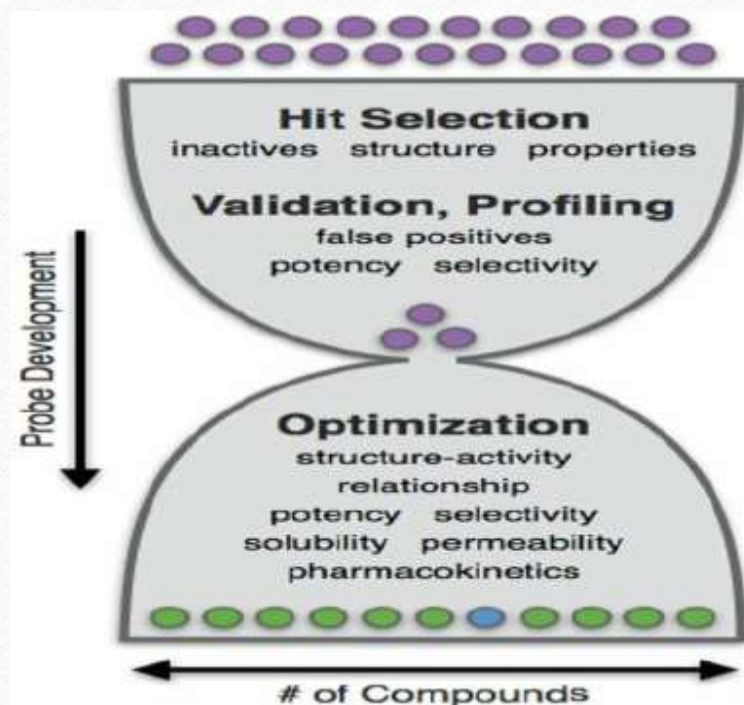 Hit Selection
inactives structure properties
Validation, Profiling
false positives
potency selectivity
Probe Development
Optimization
structure-activity
relationship
potency selectivity
solubility permeability
pharmacokinetics
# of Compounds